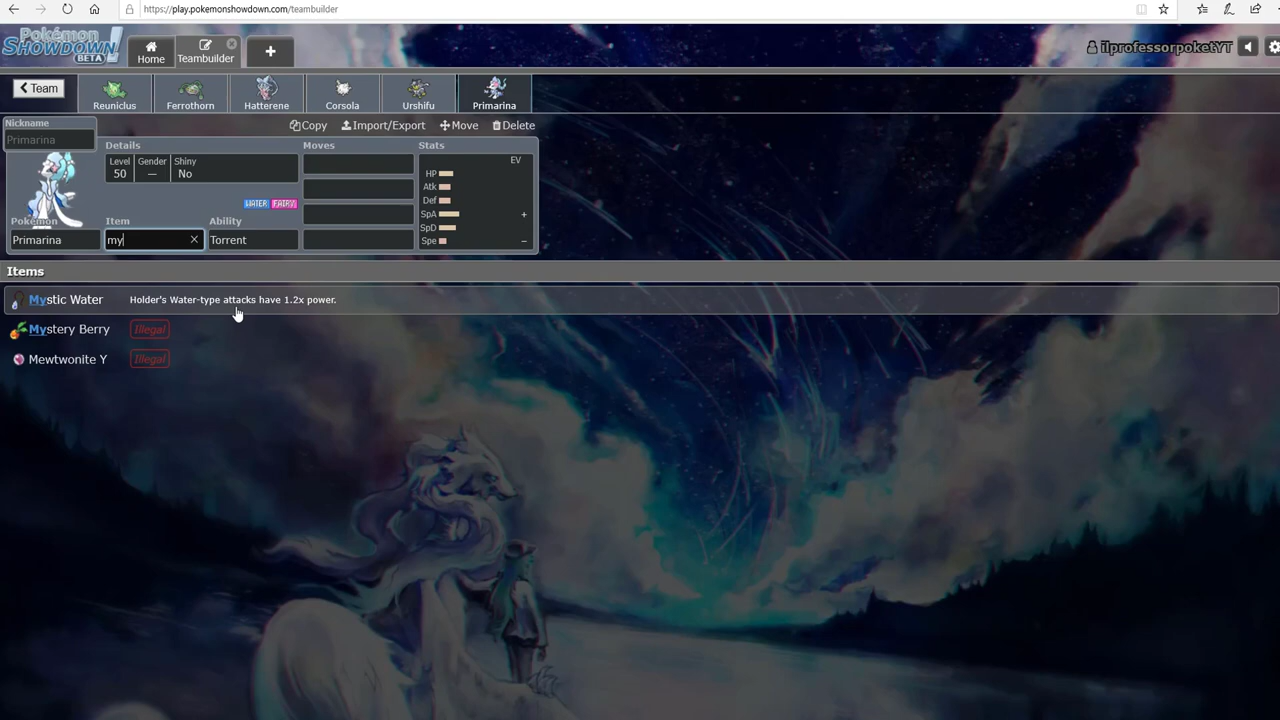 https://play.pokemonshowdown.com/teambuilder
Pokémon
SHOWDOWN!
BETA
Home
Teambuilder
ilprofessorpoketYT
Team
Reuniclus
Ferrothorn
Hatterene
Corsola
Urshifu
Primarina
Nickname
Primarina
Copy
Import/Export
Move
Delete
Details
Moves
Stats
Level
Gender
Shiny
EV
50
—
No
HP
Atk
Def
SpA +
SpD
Spe −
WATER FAIRY
Pokémon
Item
Ability
Primarina
my
Torrent
Items
Mystic Water Holder's Water-type attacks have 1.2x power.
Mystery Berry Illegal
Mewtwonite Y Illegal